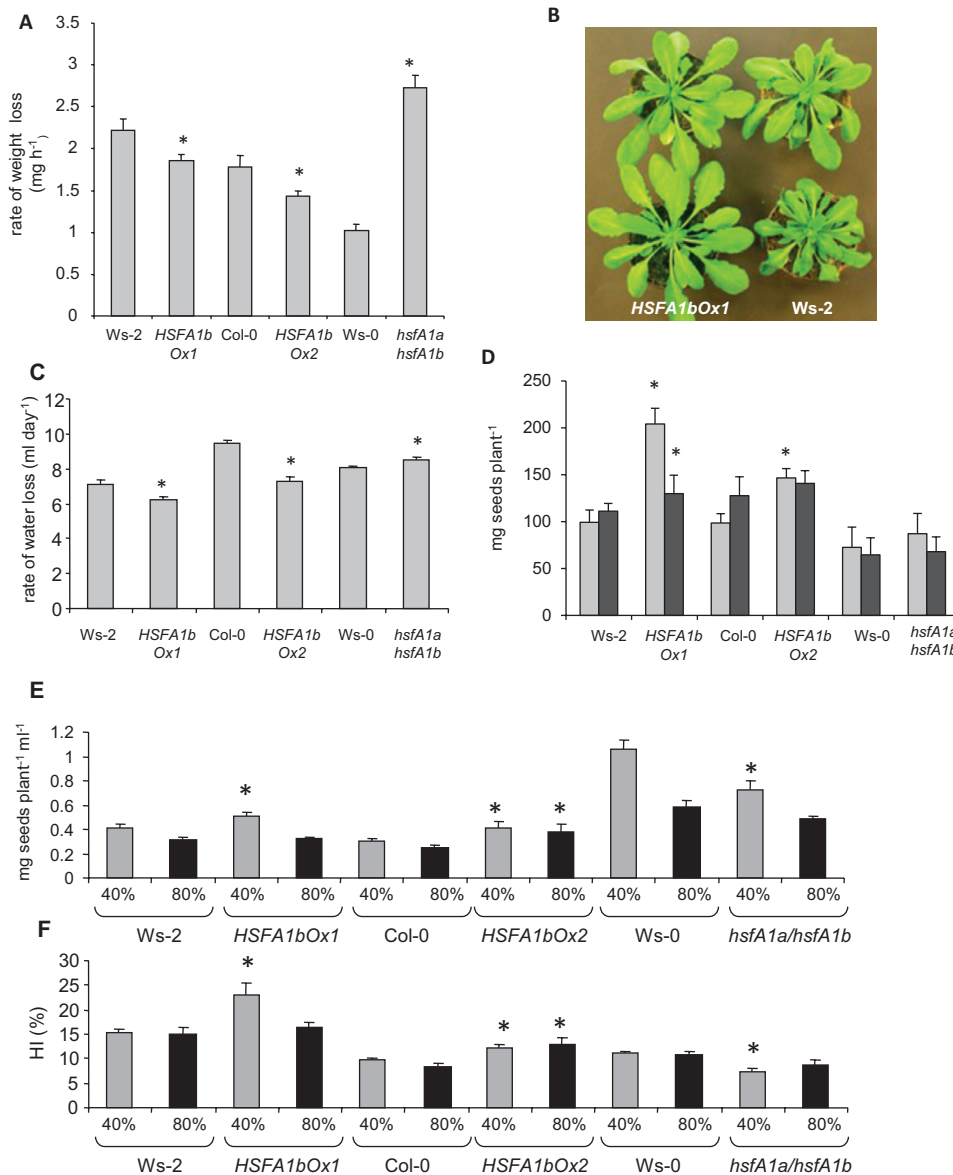 A
rate of weight loss
(mg h-1)
3.5
3
2.5
2
1.5
1
0.5
0
*
*
*
Ws-2 HSFA1b Col-0 HSFA1b Ws-0 hsfA1a
Ox1 Ox2 hsfA1b
B
HSFA1bOx1 Ws-2
C
rate of water loss (ml day-1)
12
10
8
6
4
2
0
*
*
*
Ws-2 HSFA1b Col-0 HSFA1b Ws-0 hsfA1a
Ox1 Ox2 hsfA1b
D
mg seeds plant-1
250
200
150
100
50
0
*
*
*
Ws-2 HSFA1b Col-0 HSFA1b Ws-0 hsfA1a
Ox1 Ox2 hsfA1b
E
mg seeds plant-1 ml-1
1.2
1
0.8
0.6
0.4
0.2
0
* * * *
40% 80% 40% 80% 40% 80% 40% 80% 40% 80% 40% 80%
Ws-2 HSFA1bOx1 Col-0 HSFA1bOx2 Ws-0 hsfA1a/hsfA1b
F
HI (%)
30
25
20
15
10
5
0
* * * *
40% 80% 40% 80% 40% 80% 40% 80% 40% 80% 40% 80%
Ws-2 HSFA1bOx1 Col-0 HSFA1bOx2 Ws-0 hsfA1a/hsfA1b